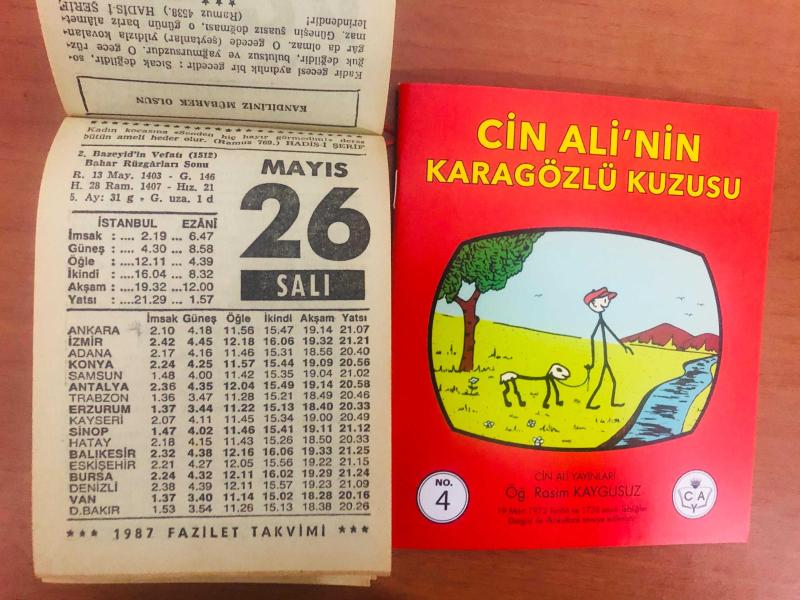 KANDİLİNİZ MÜBAREK OLSUN
Kadir gecesi aydınlık bir gecedir : Sıcak değildir, so-
ğuk değildir, bulutsuz ve yağmursuzdur. O gece rüz-
gâr da olmaz. O gecede (şeytanlar) yıldızla kovalan-
maz. Güneşin şuasız doğması, o günün bariz alâmet-
lerindendir!
(Ramuz 4538.) HADİS-İ ŞERİF
Kadın kocasına «Senden hiç hayır görmedim» derse
bütün ameli heder olur. (Ramuz 769.) HADİS-İ ŞERİF
2. Bazeyid'in Vefatı (1512)
Bahar Rüzgârları Sonu
R. 13 May. 1403 - G. 146
H. 28 Ram. 1407 - Hız. 21
5. Ay: 31 g - G. uza. 1 d
MAYIS
26
SALI
İSTANBUL EZANÎ
İmsak : .... 2.19 ... 6.47
Güneş : .... 4.30 ... 8.58
Öğle : ....12.11 ... 4.39
İkindi : ....16.04 ... 8.32
Akşam : ....19.32 ...12.00
Yatsı : ....21.29 ... 1.57
İmsak Güneş Öğle İkindi Akşam Yatsı
ANKARA 2.10 4.18 11.56 15.47 19.14 21.07
İZMİR 2.42 4.45 12.18 16.06 19.32 21.21
ADANA 2.17 4.16 11.46 15.31 18.56 20.40
KONYA 2.24 4.25 11.57 15.44 19.09 20.56
SAMSUN 1.48 4.00 11.42 15.35 19.04 21.02
ANTALYA 2.36 4.35 12.04 15.49 19.14 20.58
TRABZON 1.36 3.47 11.28 15.21 18.49 20.46
ERZURUM 1.37 3.44 11.22 15.13 18.40 20.33
KAYSERİ 2.07 4.11 11.45 15.34 19.00 20.49
SİNOP 1.47 4.02 11.46 15.41 19.11 21.12
HATAY 2.18 4.15 11.43 15.26 18.50 20.33
BALIKESİR 2.32 4.38 12.16 16.06 19.33 21.25
ESKİŞEHİR 2.21 4.27 12.05 15.56 19.22 21.15
BURSA 2.24 4.32 12.11 16.02 19.29 21.24
DENİZLİ 2.38 4.39 12.11 15.57 19.23 21.09
VAN 1.37 3.40 11.14 15.02 18.28 20.16
D.BAKIR 1.53 3.54 11.26 15.13 18.38 20.26
*** 1987 FAZİLET TAKVİMİ ***
CİN ALİ'NİN
KARAGÖZLÜ KUZUSU
NO.
4
CİN ALİ YAYINLARI
Öğ. Rasim KAYGUSUZ
C A
Y